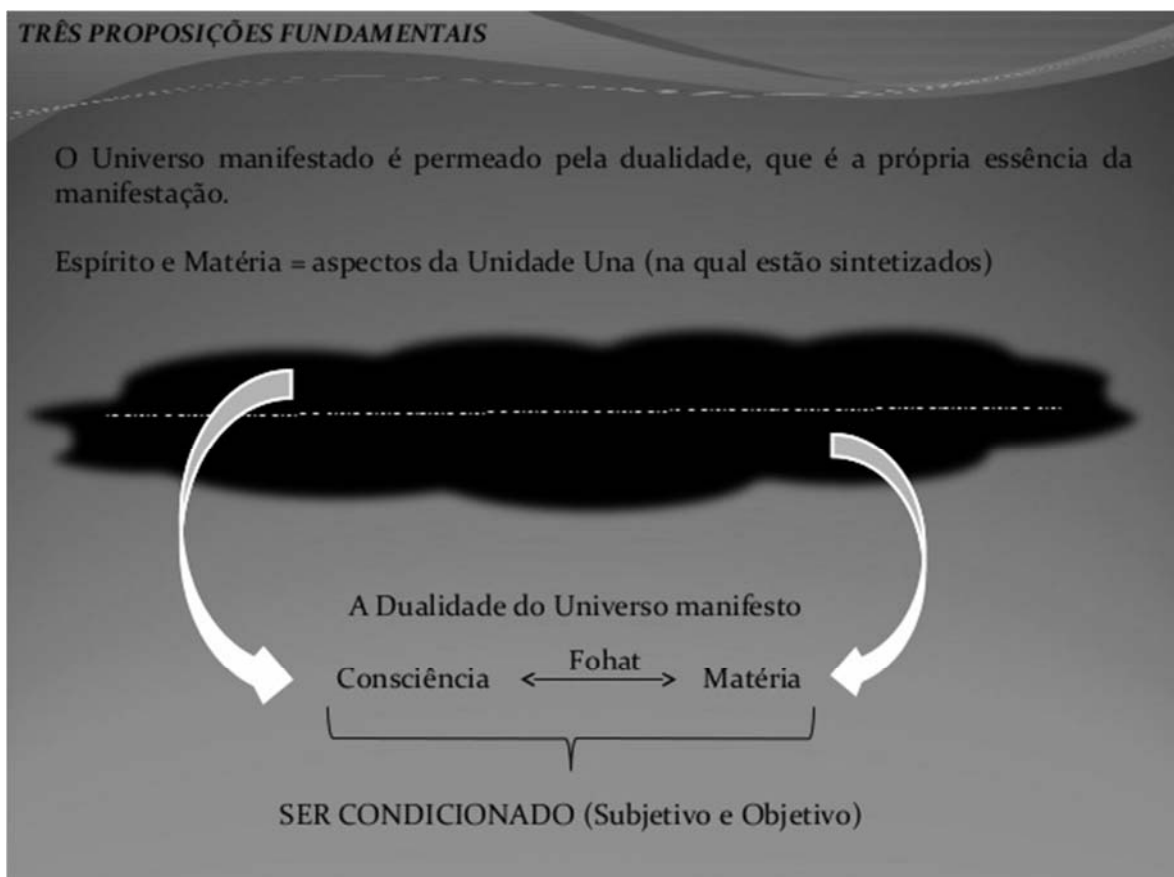 TRÊS PROPOSIÇÕES FUNDAMENTAIS
O Universo manifestado é permeado pela dualidade, que é a própria essência da
manifestação.
Espírito e Matéria = aspectos da Unidade Una (na qual estão sintetizados)
A Dualidade do Universo manifesto
Fohat
Consciência Matéria
SER CONDICIONADO (Subjetivo e Objetivo)